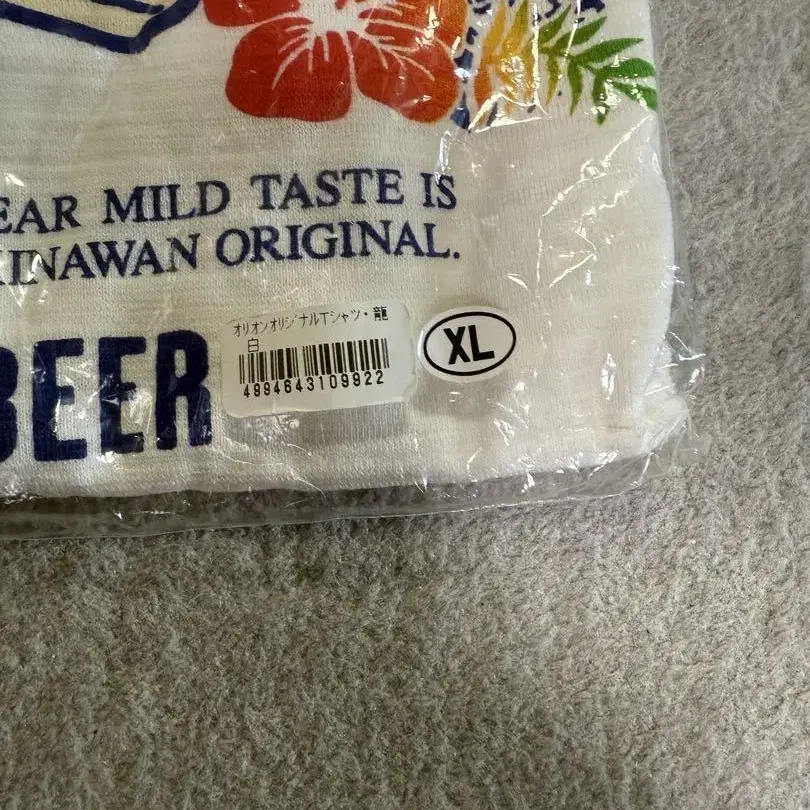 EAR MILD TASTE IS
INAWAN ORIGINAL.
BEER
オリオンオリジナルTシャツ・龍
白
4994643109922
XL